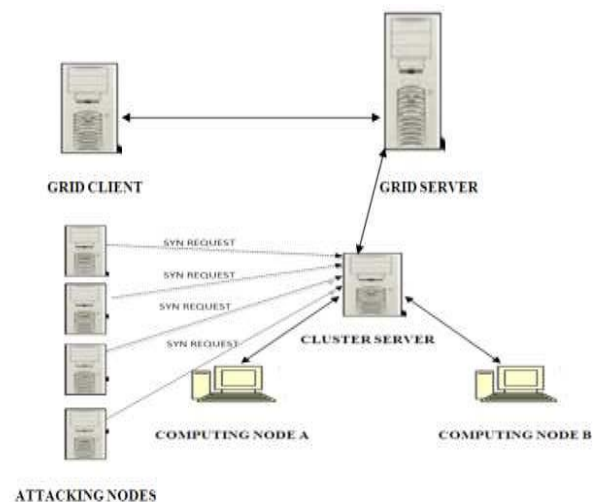 GRID CLIENT
GRID SERVER
SYN REQUEST
SYN REQUEST
SYN REQUEST
SYN REQUEST
CLUSTER SERVER
COMPUTING NODE A
COMPUTING NODE B
ATTACKING NODES